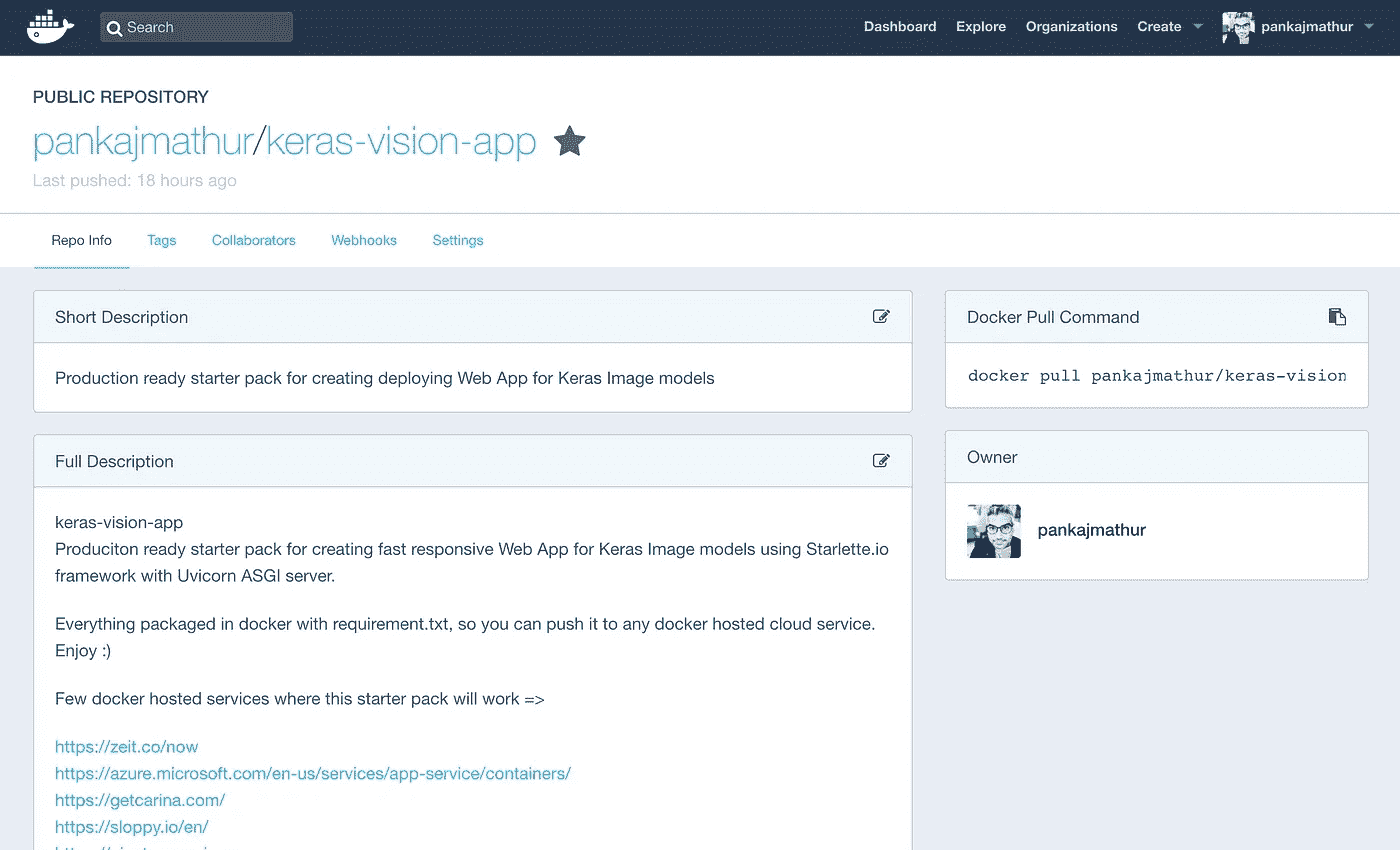 Search
Dashboard
Explore
Organizations
Create
pankajmathur
PUBLIC REPOSITORY
pankajmathur/keras-vision-app
Last pushed: 18 hours ago
Repo Info
Tags
Collaborators
Webhooks
Settings
Short Description
Production ready starter pack for creating deploying Web App for Keras Image models
Docker Pull Command
docker pull pankajmathur/keras-vision
Full Description
keras-vision-app
Produciton ready starter pack for creating fast responsive Web App for Keras Image models using Starlette.io
framework with Uvicorn ASGI server.
Everything packaged in docker with requirement.txt, so you can push it to any docker hosted cloud service.
Enjoy :)
Few docker hosted services where this starter pack will work =>
https://zeit.co/now
https://azure.microsoft.com/en-us/services/app-service/containers/
https://getcarina.com/
https://sloppy.io/en/
Owner
pankajmathur